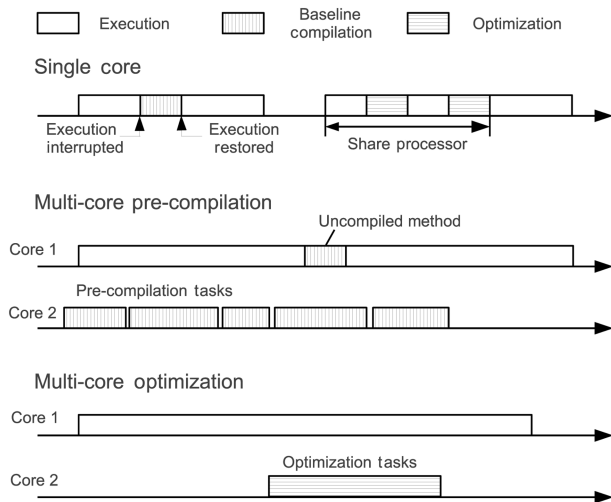 Execution
Baseline
compilation
Optimization
Single core
Execution
interrupted
Execution
restored
Share processor
Multi-core pre-compilation
Uncompiled method
Core 1
Pre-compilation tasks
Core 2
Multi-core optimization
Core 1
Optimization tasks
Core 2